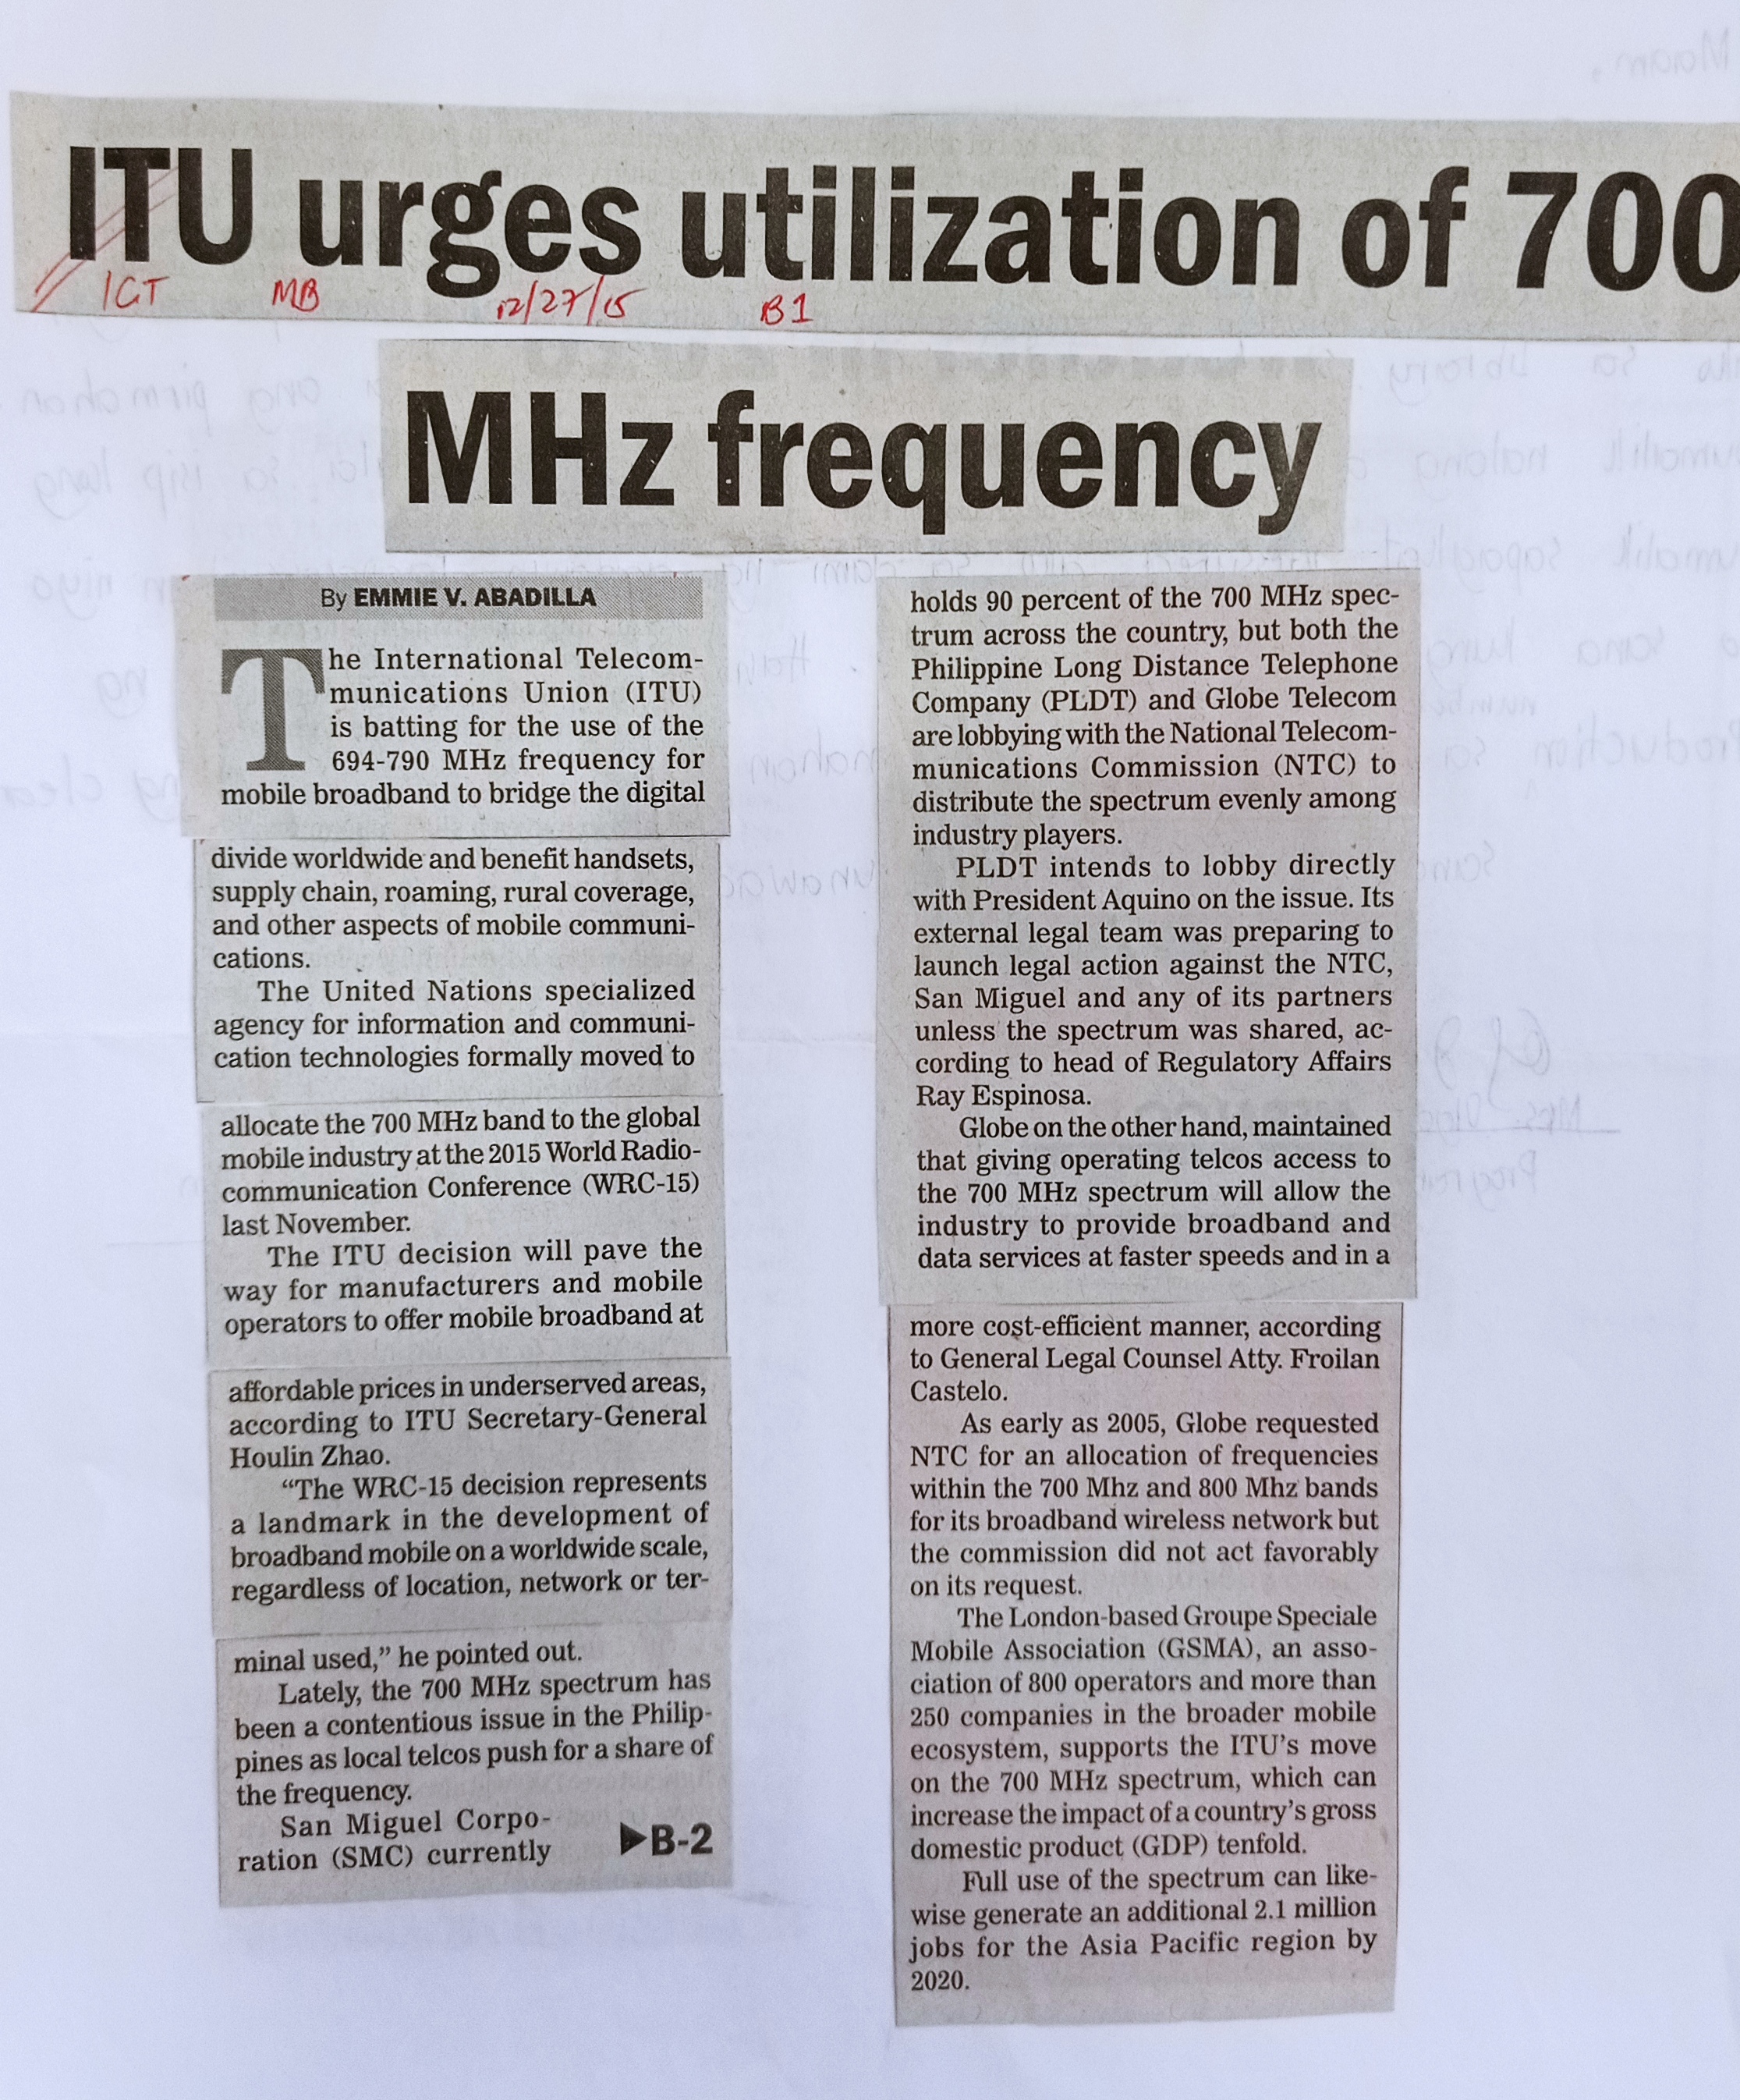 ITU urges utilization of 700
ICT MB 12/27/15 B1
MHz frequency
By EMMIE V. ABADILLA
The International Telecom-
munications Union (ITU)
is batting for the use of the
694-790 MHz frequency for
mobile broadband to bridge the digital
divide worldwide and benefit handsets,
supply chain, roaming, rural coverage,
and other aspects of mobile communi-
cations.
The United Nations specialized
agency for information and communi-
cation technologies formally moved to
allocate the 700 MHz band to the global
mobile industry at the 2015 World Radio-
communication Conference (WRC-15)
last November.
The ITU decision will pave the
way for manufacturers and mobile
operators to offer mobile broadband at
affordable prices in underserved areas,
according to ITU Secretary-General
Houlin Zhao.
“The WRC-15 decision represents
a landmark in the development of
broadband mobile on a worldwide scale,
regardless of location, network or ter-
minal used,” he pointed out.
Lately, the 700 MHz spectrum has
been a contentious issue in the Philip-
pines as local telcos push for a share of
the frequency.
San Miguel Corpo-
ration (SMC) currently
▶B-2
holds 90 percent of the 700 MHz spec-
trum across the country, but both the
Philippine Long Distance Telephone
Company (PLDT) and Globe Telecom
are lobbying with the National Telecom-
munications Commission (NTC) to
distribute the spectrum evenly among
industry players.
PLDT intends to lobby directly
with President Aquino on the issue. Its
external legal team was preparing to
launch legal action against the NTC,
San Miguel and any of its partners
unless the spectrum was shared, ac-
cording to head of Regulatory Affairs
Ray Espinosa.
Globe on the other hand, maintained
that giving operating telcos access to
the 700 MHz spectrum will allow the
industry to provide broadband and
data services at faster speeds and in a
more cost-efficient manner, according
to General Legal Counsel Atty. Froilan
Castelo.
As early as 2005, Globe requested
NTC for an allocation of frequencies
within the 700 Mhz and 800 Mhz bands
for its broadband wireless network but
the commission did not act favorably
on its request.
The London-based Groupe Speciale
Mobile Association (GSMA), an asso-
ciation of 800 operators and more than
250 companies in the broader mobile
ecosystem, supports the ITU’s move
on the 700 MHz spectrum, which can
increase the impact of a country’s gross
domestic product (GDP) tenfold.
Full use of the spectrum can like-
wise generate an additional 2.1 million
jobs for the Asia Pacific region by
2020.